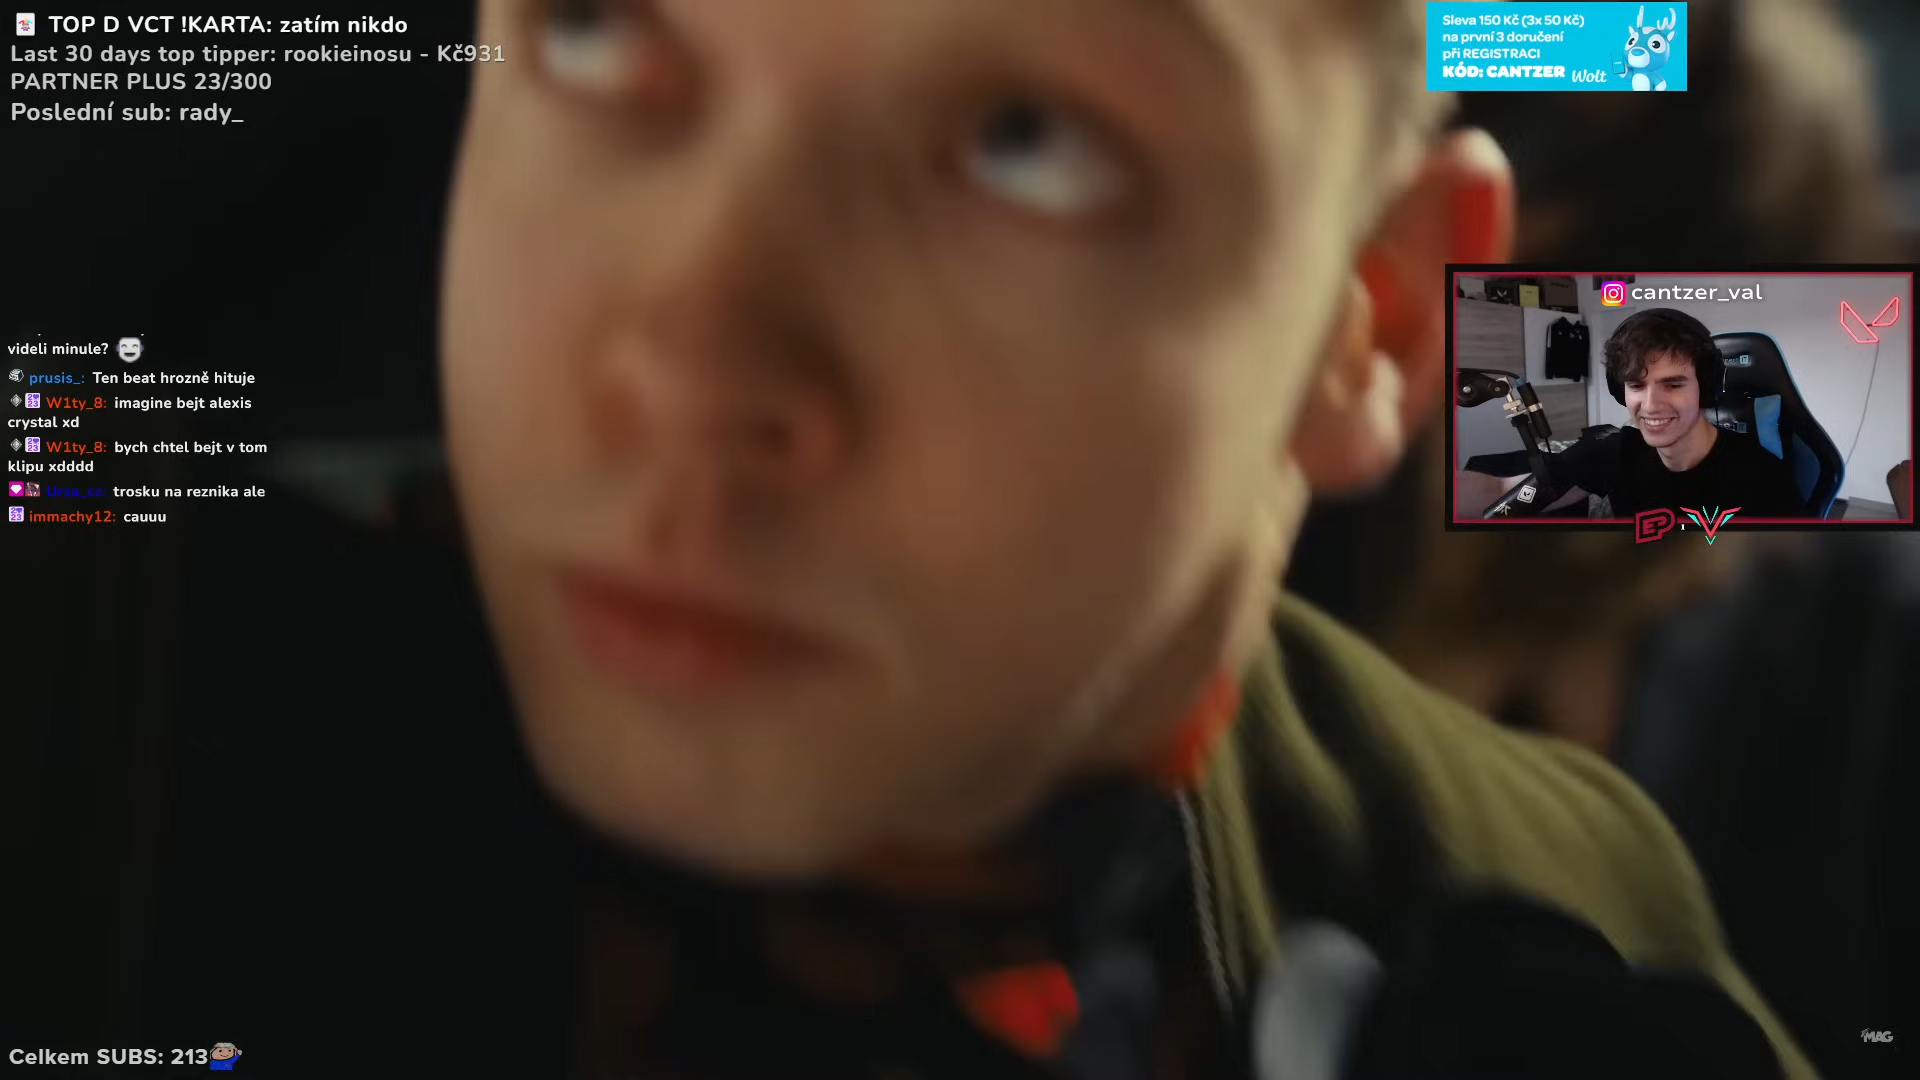 TOP D VCT !KARTA: zatím nikdo
Last 30 days top tipper: rookieinosu - Kč931
PARTNER PLUS 23/300
Poslední sub: rady_
Sleva 150 Kč (3x 50 Kč)
na první 3 doručení
při REGISTRACI
KÓD: CANTZER Wolt
cantzer_val
videli minule?
prusis_: Ten beat hrozně hituje
W1ty_8: imagine bejt alexis
crystal xd
W1ty_8: bych chtel bejt v tom
klipu xdddd
trosku na reznika ale
immachy12: cauuu
EP
Celkem SUBS: 213
MAG